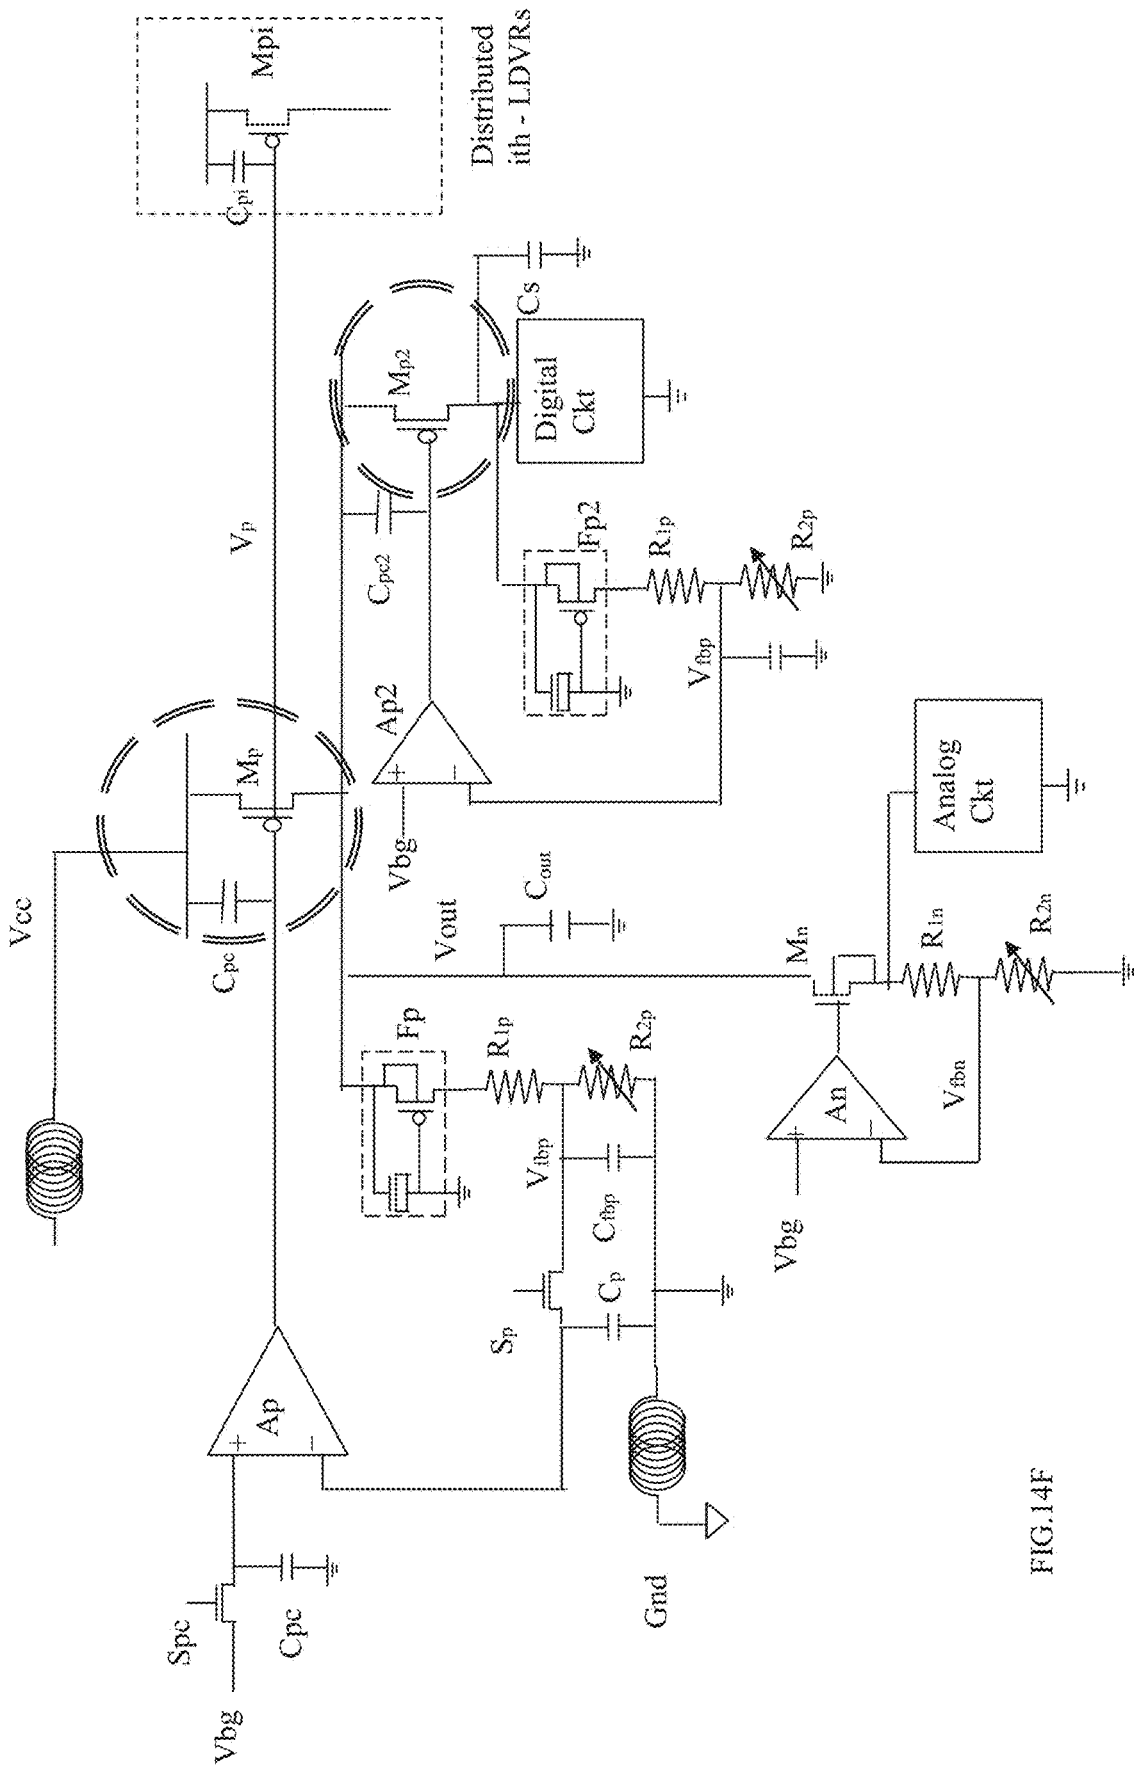 Vcc
Vbg
Spc
Cpc
Ap
+
−
Cpc
Mp
Vp
Cpi
Mpi
Distributed
ith - LDVRs
Vout
Fp
R1p
R2p
Vfbp
Cfbp
Sp
Cp
Gnd
Cout
Vbg
Ap2
+
−
Cpc2
Mp2
Cs
Digital
Ckt
Fp2
R1p
R2p
Vfbp
Vbg
An
+
−
Mn
Vfbn
R1n
R2n
Analog
Ckt
FIG.14F